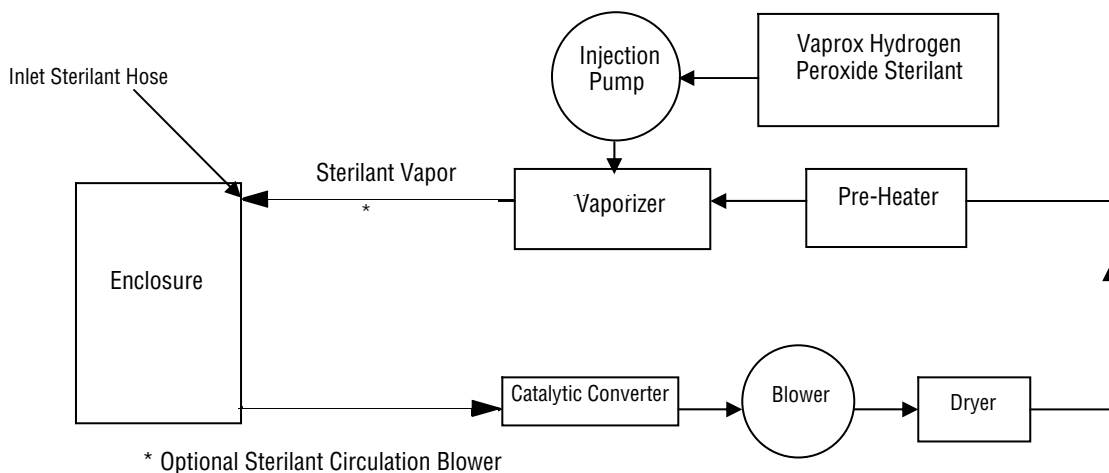 Inlet Sterilant Hose
Injection
Pump
Vaprox Hydrogen
Peroxide Sterilant
Sterilant Vapor
*
Vaporizer
Pre-Heater
Enclosure
Catalytic Converter
Blower
Dryer
* Optional Sterilant Circulation Blower